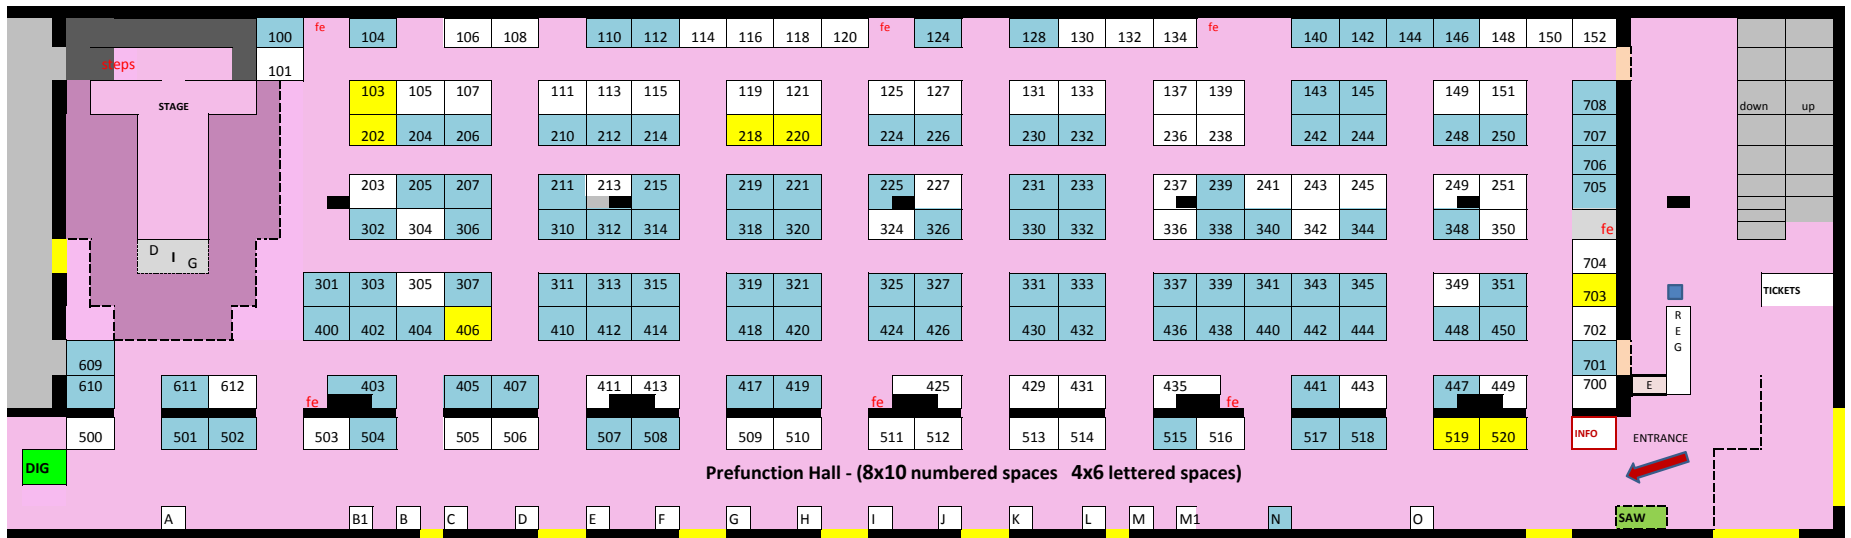 100 fe 104 106 108 110 112 114 116 118 120 fe 124 128 130 132 134 fe 140 142 144 146 148 150 152
steps 101
STAGE 103 105 107 111 113 115 119 121 125 127 131 133 137 139 143 145 149 151 708 down up
202 204 206 210 212 214 218 220 224 226 230 232 236 238 242 244 248 250 707
706
203 205 207 211 213 215 219 221 225 227 231 233 237 239 241 243 245 249 251 705
302 304 306 310 312 314 318 320 324 326 330 332 336 338 340 342 344 348 350 fe
D I G 704
301 303 305 307 311 313 315 319 321 325 327 331 333 337 339 341 343 345 349 351 703 TICKETS
400 402 404 406 410 412 414 418 420 424 426 430 432 436 438 440 442 444 448 450 702 REG
609 701
610 611 612 403 405 407 411 413 417 419 425 429 431 435 441 443 447 449 700 E
fe fe fe
500 501 502 503 504 505 506 507 508 509 510 511 512 513 514 515 516 517 518 519 520 INFO ENTRANCE
DIG Prefunction Hall - (8x10 numbered spaces 4x6 lettered spaces)
A B1 B C D E F G H I J K L M M1 N O SAW